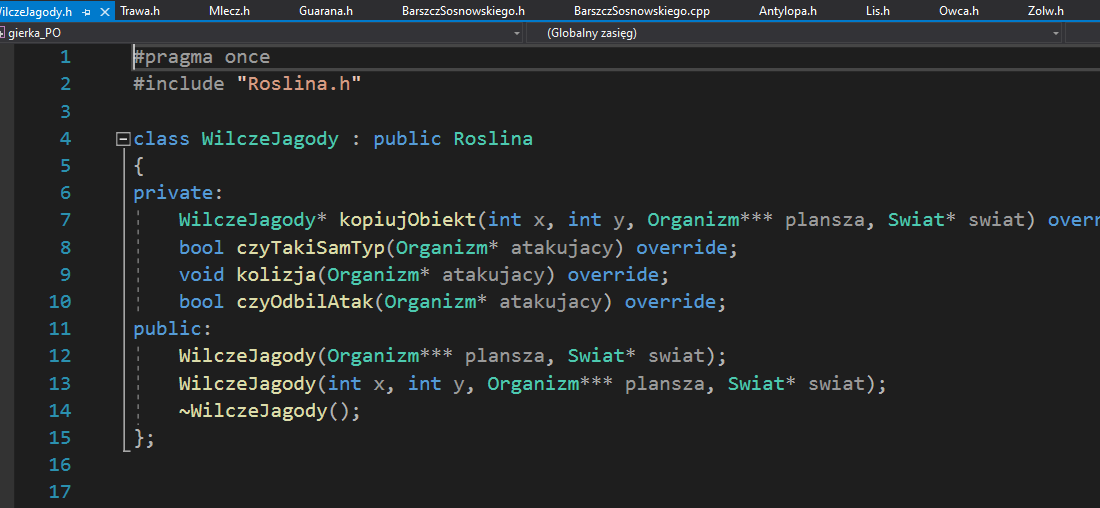 WilczeJagody.h Trawa.h Mlecz.h Guarana.h BarszczSosnowskiego.h BarszczSosnowskiego.cpp Antylopa.h Lis.h Owca.h Zolw.h
gierka_PO (Globalny zasięg)
1 #pragma once
2 #include "Roslina.h"
3
4 class WilczeJagody : public Roslina
5 {
6 private:
7 WilczeJagody* kopiujObiekt(int x, int y, Organizm*** plansza, Swiat* swiat) overr
8 bool czyTakiSamTyp(Organizm* atakujacy) override;
9 void kolizja(Organizm* atakujacy) override;
10 bool czyOdbilAtak(Organizm* atakujacy) override;
11 public:
12 WilczeJagody(Organizm*** plansza, Swiat* swiat);
13 WilczeJagody(int x, int y, Organizm*** plansza, Swiat* swiat);
14 ~WilczeJagody();
15 };
16
17